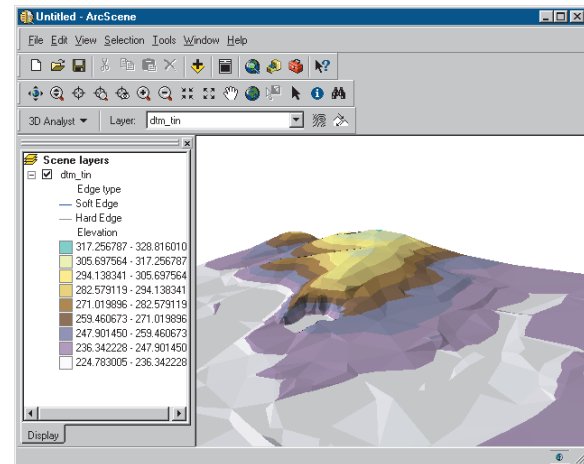 Untitled - ArcScene
File Edit View Selection Tools Window Help
3D Analyst Layer: dtm_tin
Scene layers
dtm_tin
Edge type
Soft Edge
Hard Edge
Elevation
317.256787 - 328.816010
305.697564 - 317.256787
294.138341 - 305.697564
282.579119 - 294.138341
271.019896 - 282.579119
259.460673 - 271.019896
247.901450 - 259.460673
236.342228 - 247.901450
224.783005 - 236.342228
Display